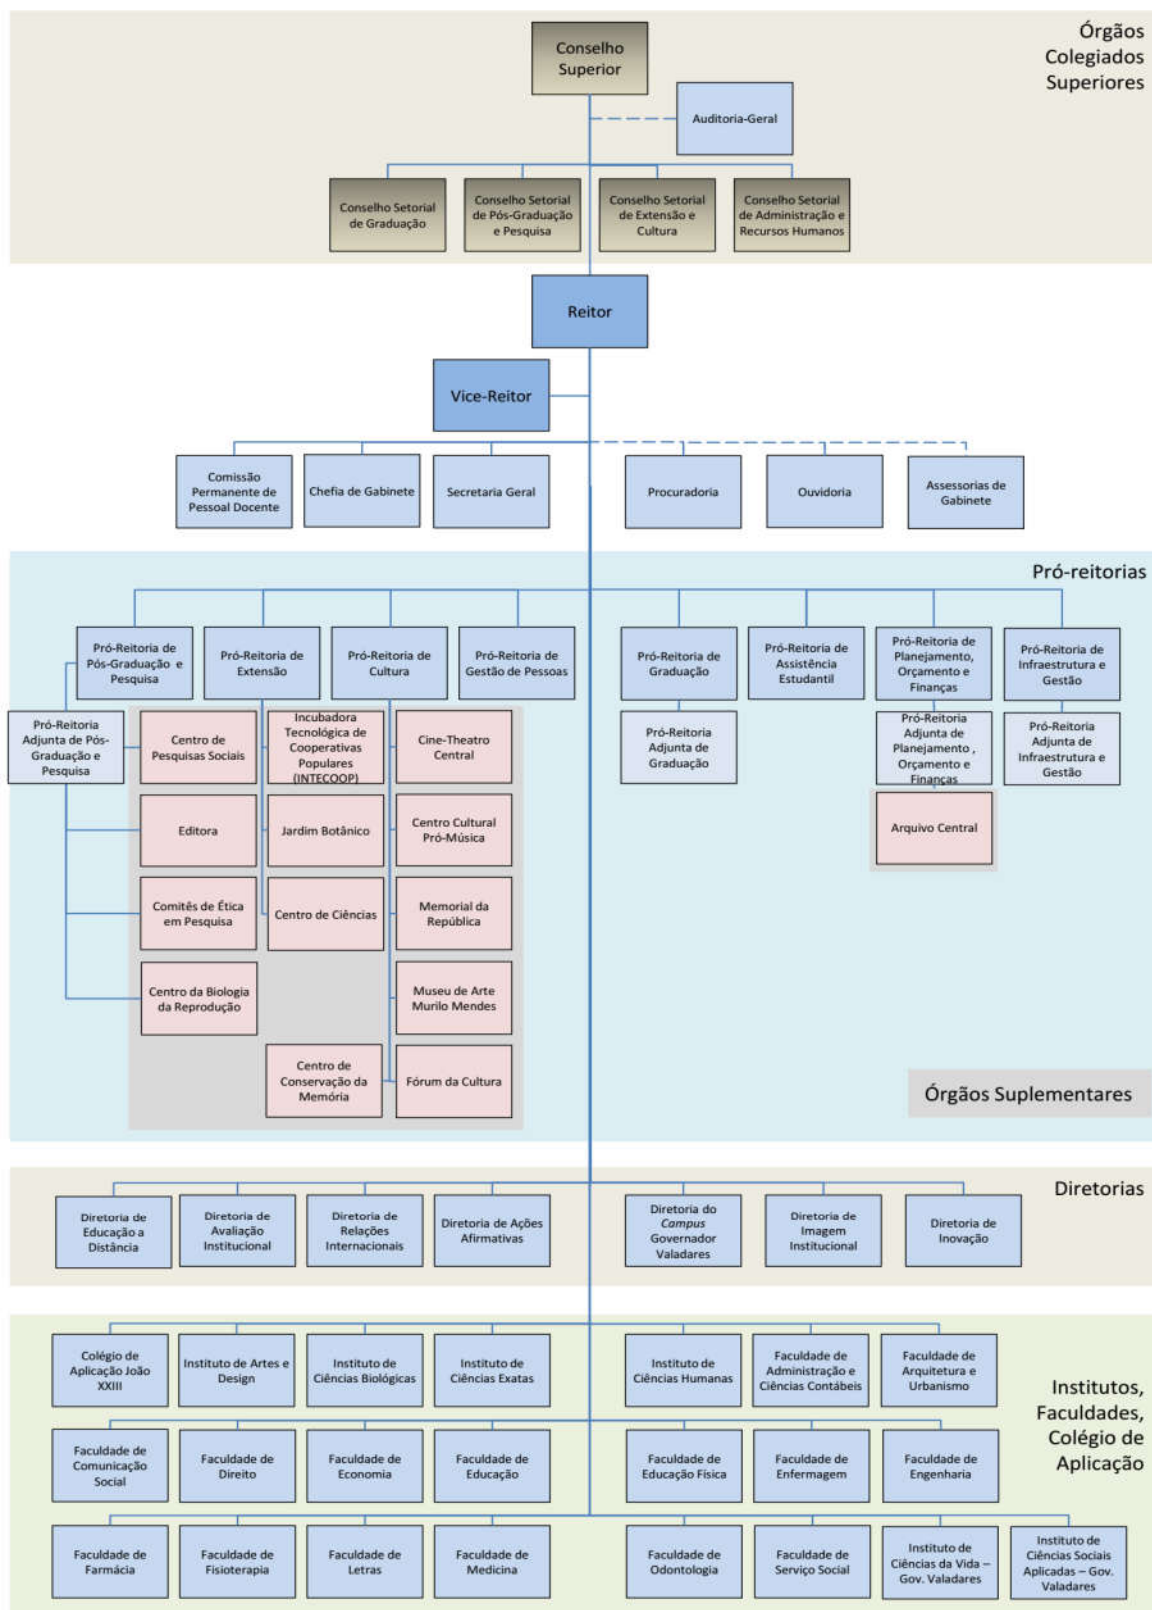 Órgãos
Colegiados
Superiores
Conselho
Superior
Auditoria-Geral
Conselho Setorial
de Graduação
Conselho Setorial
de Pós-Graduação
e Pesquisa
Conselho Setorial
de Extensão e
Cultura
Conselho Setorial
de Administração e
Recursos Humanos
Reitor
Vice-Reitor
Comissão
Permanente de
Pessoal Docente
Chefia de Gabinete
Secretaria Geral
Procuradoria
Ouvidoria
Assessorias de
Gabinete
Pró-reitorias
Pró-Reitoria de
Pós-Graduação e
Pesquisa
Pró-Reitoria de
Extensão
Pró-Reitoria de
Cultura
Pró-Reitoria de
Gestão de Pessoas
Pró-Reitoria de
Graduação
Pró-Reitoria de
Assistência
Estudantil
Pró-Reitoria de
Planejamento,
Orçamento e
Finanças
Pró-Reitoria de
Infraestrutura e
Gestão
Pró-Reitoria
Adjunta de Pós-
Graduação e
Pesquisa
Centro de
Pesquisas Sociais
Incubadora
Tecnológica de
Cooperativas
Populares
(INTECOOP)
Cine-Theatro
Central
Pró-Reitoria
Adjunta de
Graduação
Pró-Reitoria
Adjunta de
Planejamento ,
Orçamento e
Finanças
Pró-Reitoria
Adjunta de
Infraestrutura e
Gestão
Editora
Jardim Botânico
Centro Cultural
Pró-Música
Arquivo Central
Comitês de Ética
em Pesquisa
Centro de Ciências
Memorial da
República
Centro da Biologia
da Reprodução
Museu de Arte
Murilo Mendes
Centro de
Conservação da
Memória
Fórum da Cultura
Órgãos Suplementares
Diretorias
Diretoria de
Educação a
Distância
Diretoria de
Avaliação
Institucional
Diretoria de
Relações
Internacionais
Diretoria de Ações
Afirmativas
Diretoria do
Campus
Governador
Valadares
Diretoria de
Imagem
Institucional
Diretoria de
Inovação
Institutos,
Faculdades,
Colégio de
Aplicação
Colégio de
Aplicação João
XXIII
Instituto de Artes e
Design
Instituto de
Ciências Biológicas
Instituto de
Ciências Exatas
Instituto de
Ciências Humanas
Faculdade de
Administração e
Ciências Contábeis
Faculdade de
Arquitetura e
Urbanismo
Faculdade de
Comunicação
Social
Faculdade de
Direito
Faculdade de
Economia
Faculdade de
Educação
Faculdade de
Educação Física
Faculdade de
Enfermagem
Faculdade de
Engenharia
Faculdade de
Farmácia
Faculdade de
Fisioterapia
Faculdade de
Letras
Faculdade de
Medicina
Faculdade de
Odontologia
Faculdade de
Serviço Social
Instituto de
Ciências da Vida –
Gov. Valadares
Instituto de
Ciências Sociais
Aplicadas – Gov.
Valadares